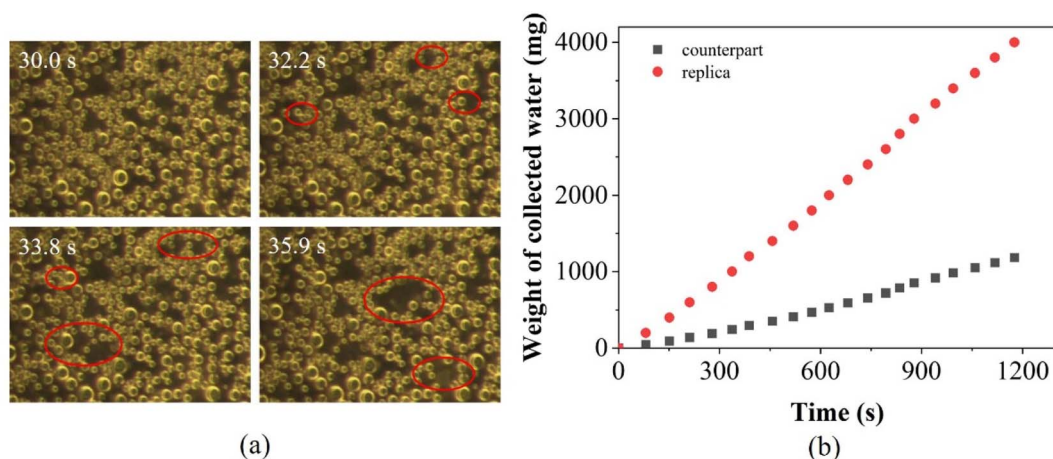 30.0 s
32.2 s
33.8 s
35.9 s
(a)
Weight of collected water (mg)
4000
3000
2000
1000
0
counterpart
replica
0
300
600
900
1200
Time (s)
(b)